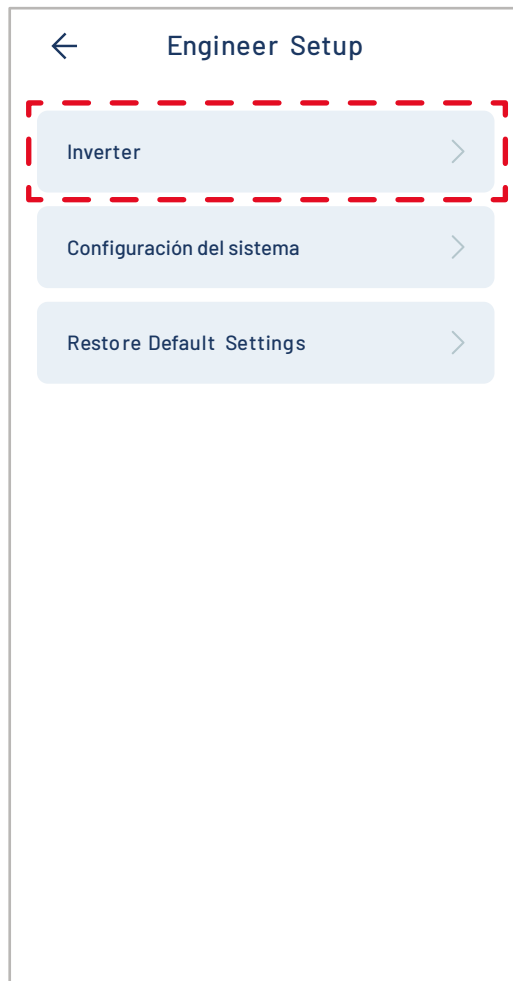 Engineer Setup
Inverter
Configuración del sistema
Restore Default Settings